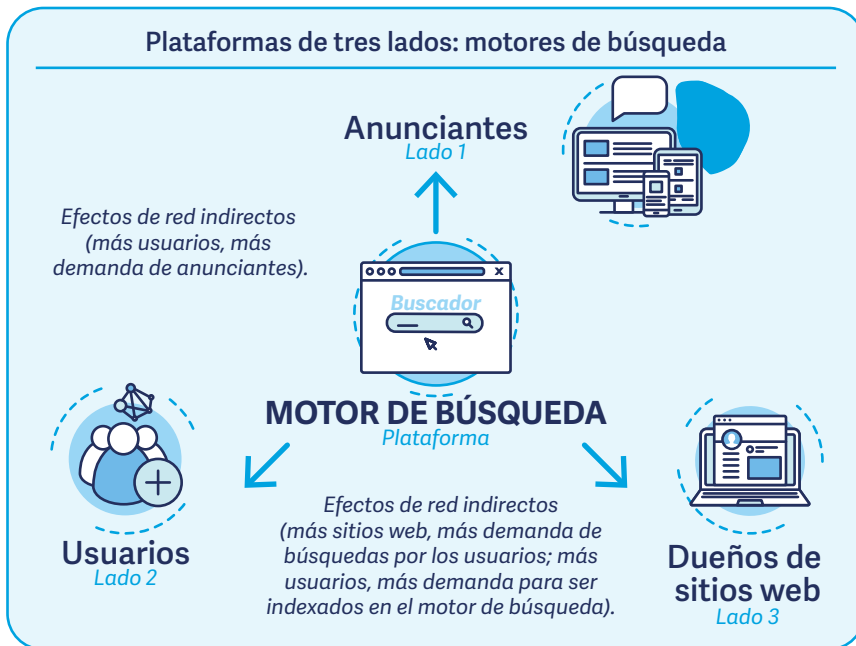 Plataformas de tres lados: motores de búsqueda
Anunciantes
Lado 1
Efectos de red indirectos
(más usuarios, más
demanda de anunciantes).
x
Buscador
MOTOR DE BÚSQUEDA
Plataforma
Usuarios
Lado 2
Efectos de red indirectos
(más sitios web, más demanda de
búsquedas por los usuarios; más
usuarios, más demanda para ser
indexados en el motor de búsqueda).
Dueños de
sitios web
Lado 3